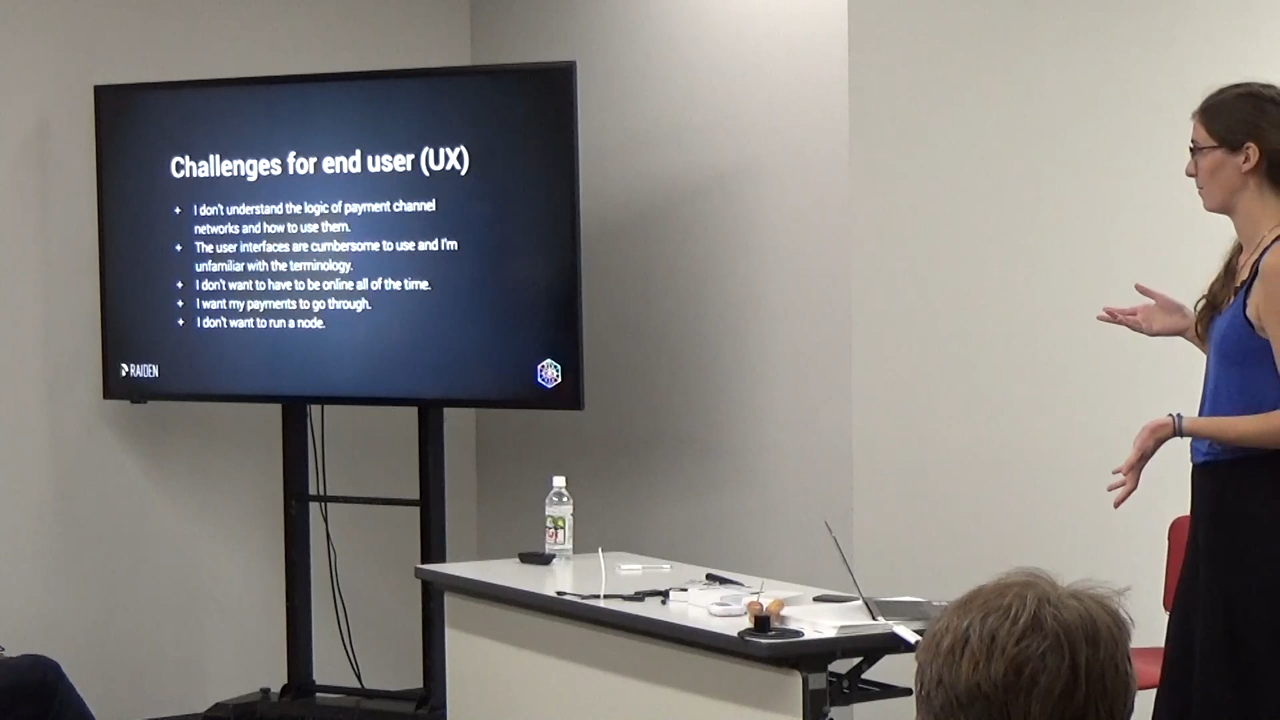 Challenges for end user (UX)
+ I don't understand the logic of payment channel
networks and how to use them.
+ The user interfaces are cumbersome to use and I'm
unfamiliar with the terminology.
+ I don't want to have to be online all of the time.
+ I want my payments to go through.
+ I don't want to run a node.
RAIDEN